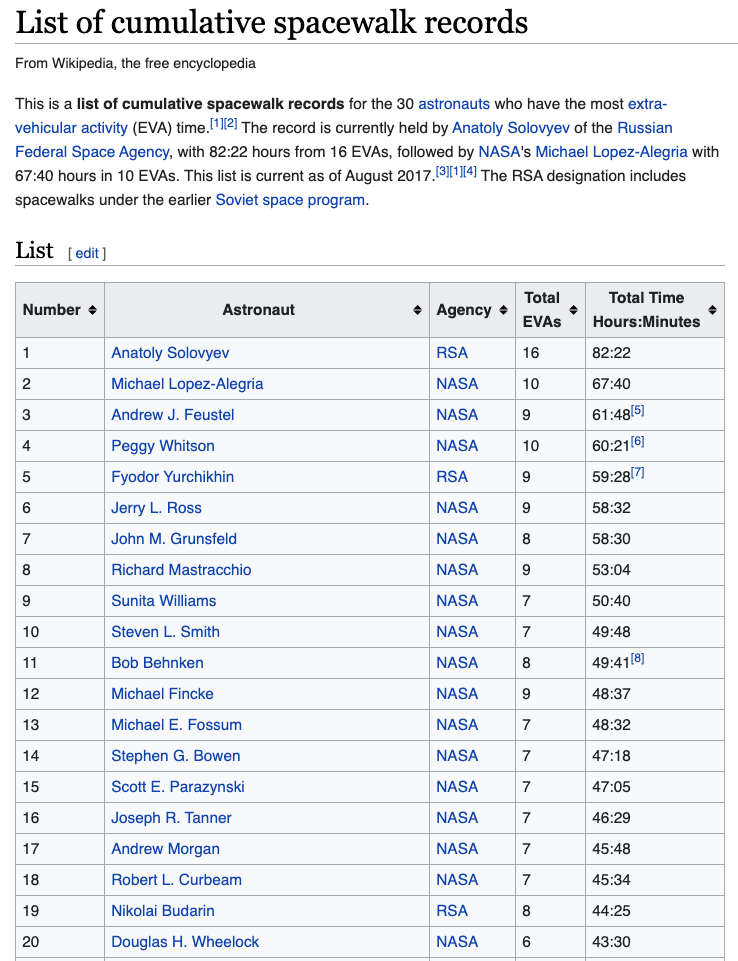 List of cumulative spacewalk records
From Wikipedia, the free encyclopedia
This is a list of cumulative spacewalk records for the 30 astronauts who have the most extra-
vehicular activity (EVA) time.[1][2] The record is currently held by Anatoly Solovyev of the Russian
Federal Space Agency, with 82:22 hours from 16 EVAs, followed by NASA's Michael Lopez-Alegria with
67:40 hours in 10 EVAs. This list is current as of August 2017.[3][1][4] The RSA designation includes
spacewalks under the earlier Soviet space program.
List [ edit ]
Number Astronaut Agency Total EVAs Total Time Hours:Minutes
1 Anatoly Solovyev RSA 16 82:22
2 Michael Lopez-Alegria NASA 10 67:40
3 Andrew J. Feustel NASA 9 61:48[5]
4 Peggy Whitson NASA 10 60:21[6]
5 Fyodor Yurchikhin RSA 9 59:28[7]
6 Jerry L. Ross NASA 9 58:32
7 John M. Grunsfeld NASA 8 58:30
8 Richard Mastracchio NASA 9 53:04
9 Sunita Williams NASA 7 50:40
10 Steven L. Smith NASA 7 49:48
11 Bob Behnken NASA 8 49:41[8]
12 Michael Fincke NASA 9 48:37
13 Michael E. Fossum NASA 7 48:32
14 Stephen G. Bowen NASA 7 47:18
15 Scott E. Parazynski NASA 7 47:05
16 Joseph R. Tanner NASA 7 46:29
17 Andrew Morgan NASA 7 45:48
18 Robert L. Curbeam NASA 7 45:34
19 Nikolai Budarin RSA 8 44:25
20 Douglas H. Wheelock NASA 6 43:30